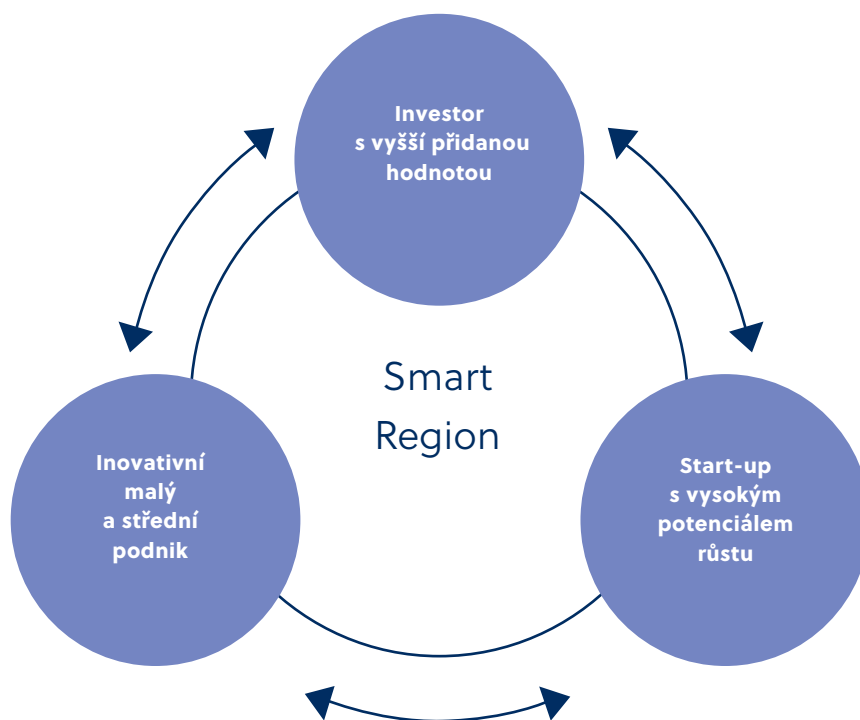 Investor
s vyšší přidanou
hodnotou
Smart
Region
Inovativní
malý
a střední
podnik
Start-up
s vysokým
potenciálem
růstu